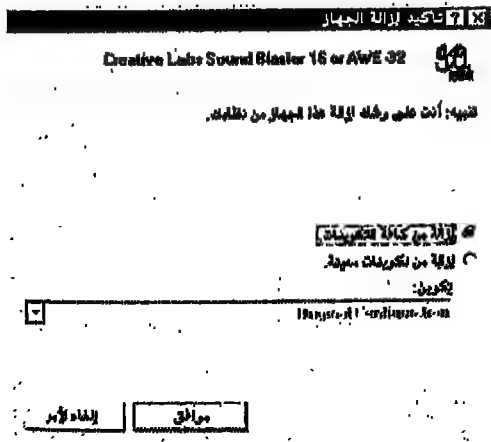 تأكيد إزالة الجهاز
Creative Labs Sound Blaster 16 or AWE-32
تنبيه: أنت على وشك إزالة هذا الجهاز من نظامك.
إزالة من كافة التكوينات.
إزالة من تكوينات معينة.
تكوين:
موافق
إلغاء الأمر